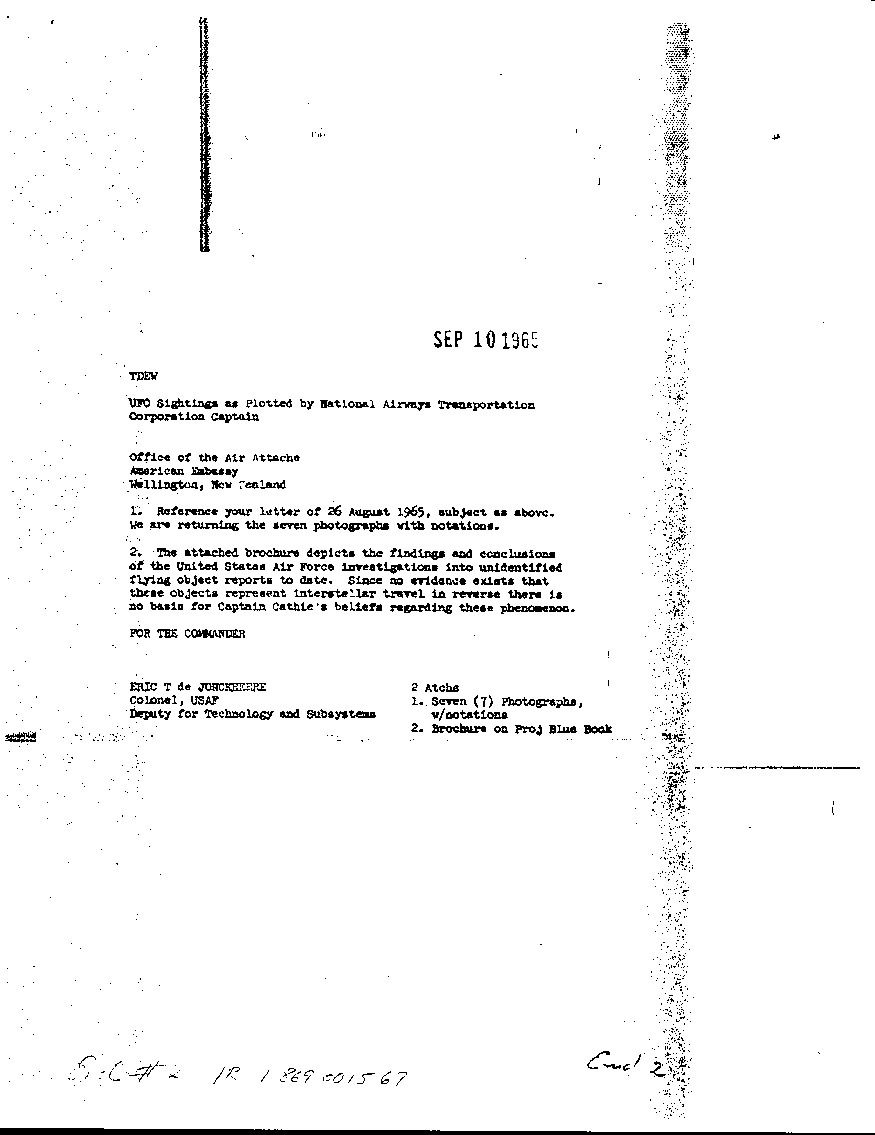 SEP 10 1965
TDEW
UFO Sightings as Plotted by National Airways Transportation
Corporation Captain
Office of the Air Attache
American Embassy
Wellington, New Zealand
1. Reference your letter of 26 August 1965, subject as above.
We are returning the seven photographs with notations.
2. The attached brochure depicts the findings and conclusions
of the United States Air Force investigations into unidentified
flying object reports to date. Since no evidence exists that
these objects represent interstellar travel in reverse there is
no basis for Captain Cathie's beliefs regarding these phenomenon.
FOR THE COMMANDER
ERIC T de JONCKHEERE
Colonel, USAF
Deputy for Technology and Subsystems
2 Atchs
1. Seven (7) Photographs,
w/notations
2. Brochure on Proj Blue Book
IR 1 869 0015 67
2